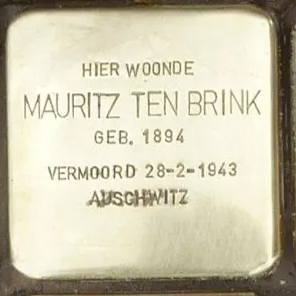 HIER WOONDE
MAURITZ TEN BRINK
GEB. 1894
VERMOORD 28-2-1943
AUSCHWITZ